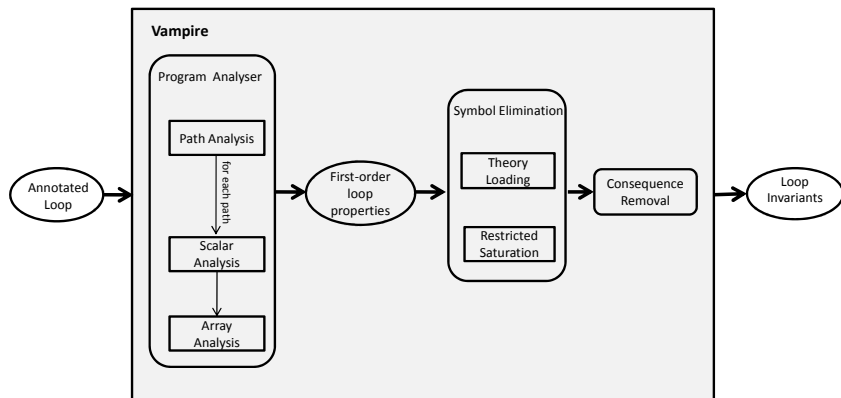 Vampire
Program Analyser
Path Analysis
for each path
Scalar
Analysis
Array
Analysis
Annotated
Loop
First-order
loop
properties
Symbol Elimination
Theory
Loading
Restricted
Saturation
Consequence
Removal
Loop
Invariants